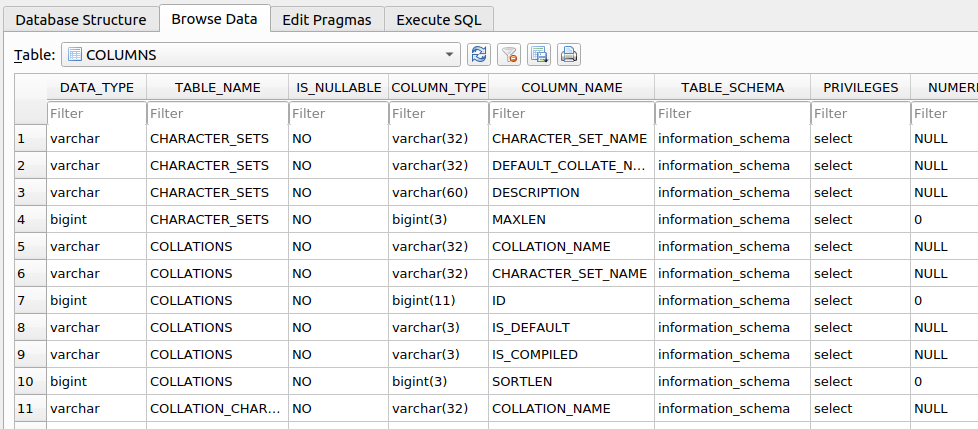 Database Structure Browse Data Edit Pragmas Execute SQL
Table: COLUMNS
DATA_TYPE TABLE_NAME IS_NULLABLE COLUMN_TYPE COLUMN_NAME TABLE_SCHEMA PRIVILEGES NUMERI
Filter Filter Filter Filter Filter Filter Filter Filter
1 varchar CHARACTER_SETS NO varchar(32) CHARACTER_SET_NAME information_schema select NULL
2 varchar CHARACTER_SETS NO varchar(32) DEFAULT_COLLATE_N... information_schema select NULL
3 varchar CHARACTER_SETS NO varchar(60) DESCRIPTION information_schema select NULL
4 bigint CHARACTER_SETS NO bigint(3) MAXLEN information_schema select 0
5 varchar COLLATIONS NO varchar(32) COLLATION_NAME information_schema select NULL
6 varchar COLLATIONS NO varchar(32) CHARACTER_SET_NAME information_schema select NULL
7 bigint COLLATIONS NO bigint(11) ID information_schema select 0
8 varchar COLLATIONS NO varchar(3) IS_DEFAULT information_schema select NULL
9 varchar COLLATIONS NO varchar(3) IS_COMPILED information_schema select NULL
10 bigint COLLATIONS NO bigint(3) SORTLEN information_schema select 0
11 varchar COLLATION_CHAR... NO varchar(32) COLLATION_NAME information_schema select NULL